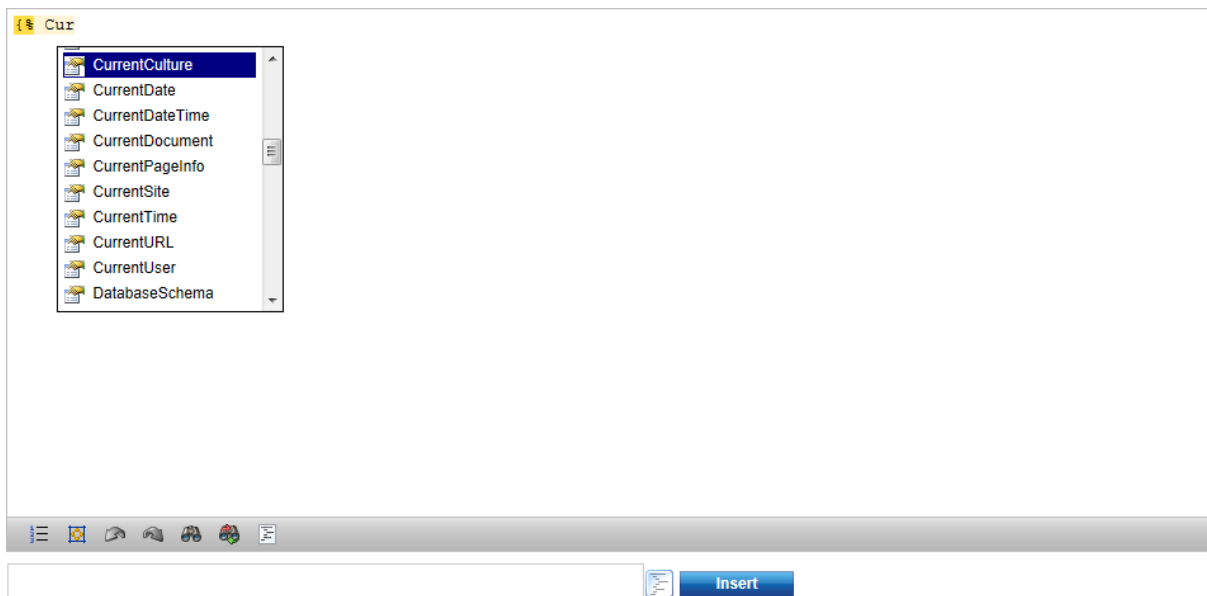 {% Cur
CurrentCulture
CurrentDate
CurrentDateTime
CurrentDocument
CurrentPageInfo
CurrentSite
CurrentTime
CurrentURL
CurrentUser
DatabaseSchema
Insert